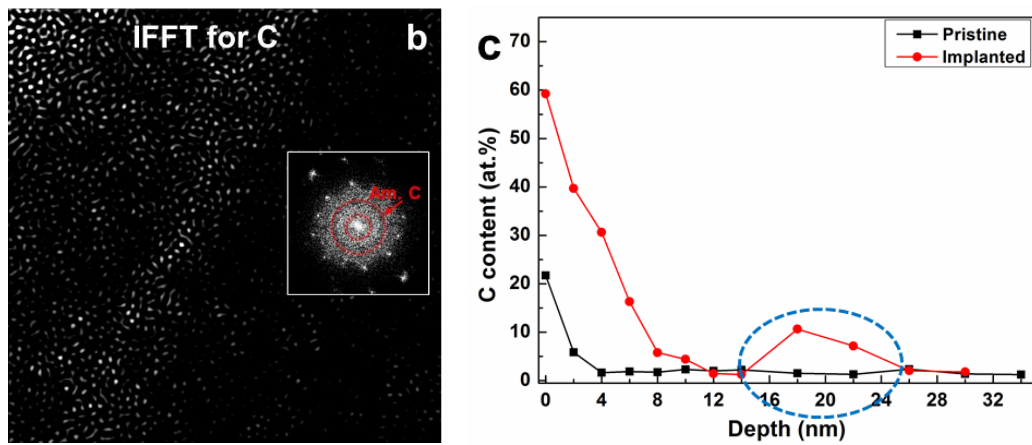 IFFT for C
b
Am. C
c
Pristine
Implanted
C content (at.%)
70
60
50
40
30
20
10
0
0 4 8 12 16 20 24 28 32
Depth (nm)